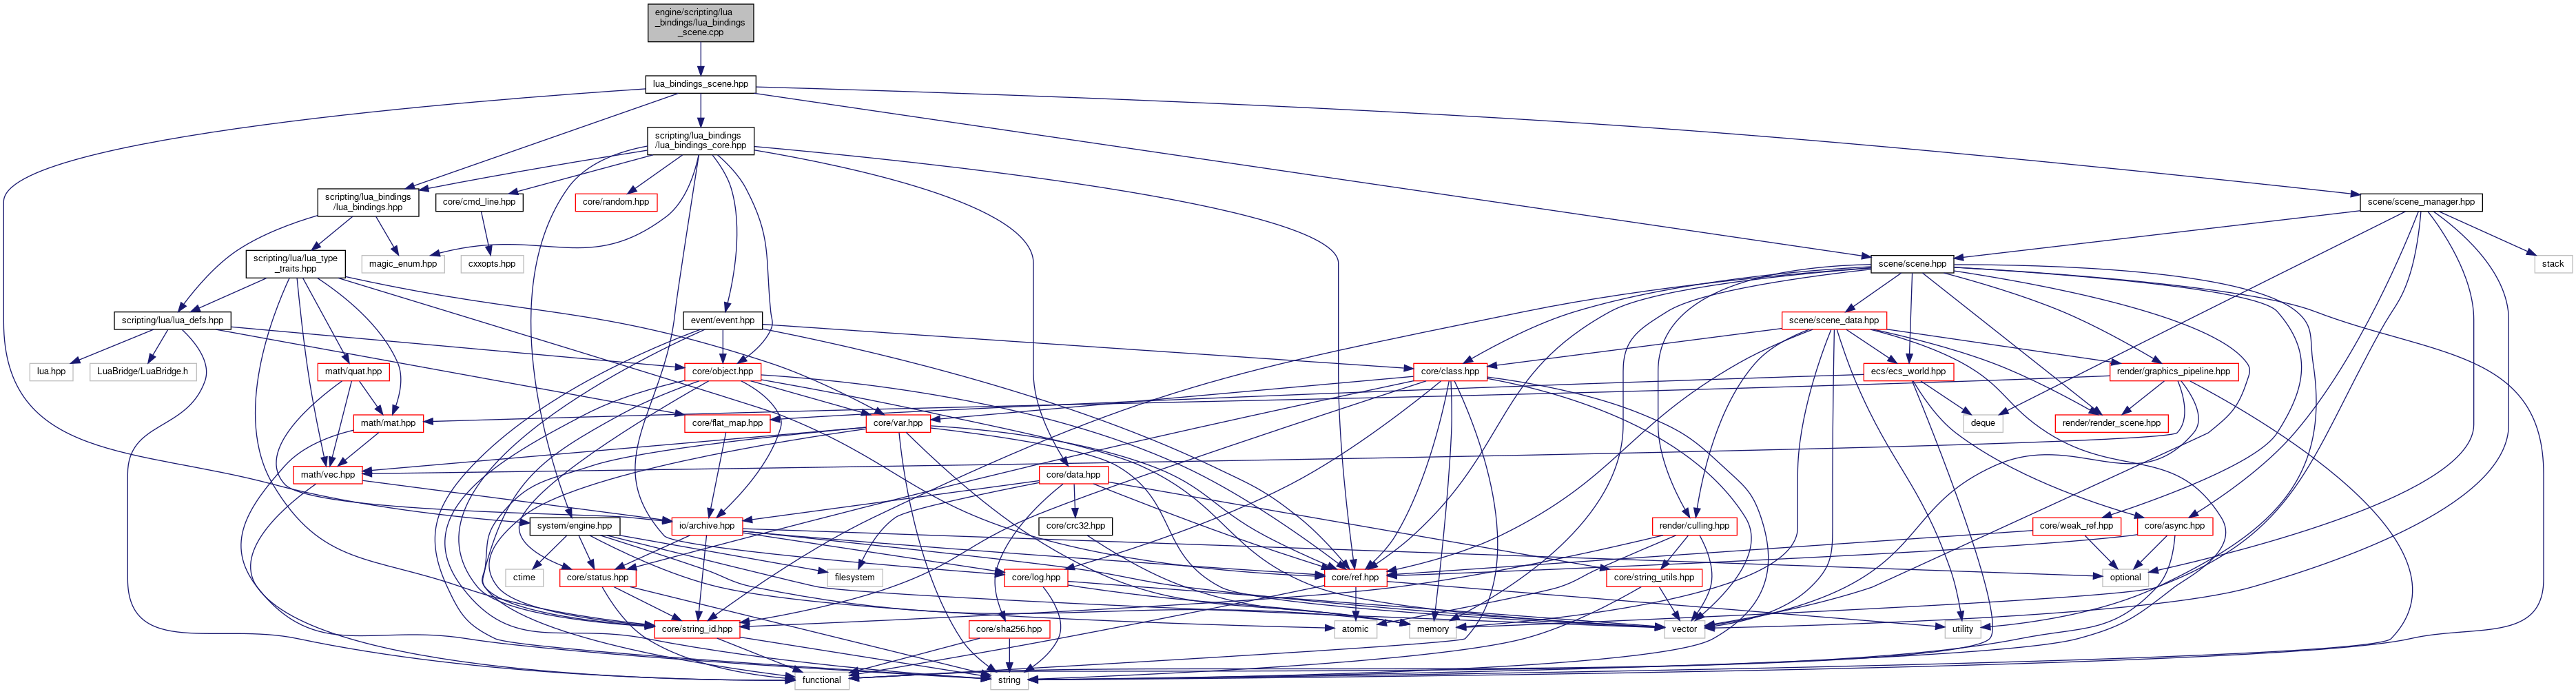 engine/scripting/lua
_bindings/lua_bindings
_scene.cpp
lua_bindings_scene.hpp
scripting/lua_bindings
/lua_bindings_core.hpp
scripting/lua_bindings
/lua_bindings.hpp
core/cmd_line.hpp
core/random.hpp
scene/scene_manager.hpp
scripting/lua/lua_type
_traits.hpp
magic_enum.hpp
cxxopts.hpp
scene/scene.hpp
stack
scripting/lua/lua_defs.hpp
event/event.hpp
scene/scene_data.hpp
lua.hpp
LuaBridge/LuaBridge.h
math/quat.hpp
core/object.hpp
core/class.hpp
ecs/ecs_world.hpp
render/graphics_pipeline.hpp
math/mat.hpp
core/flat_map.hpp
core/var.hpp
deque
render/render_scene.hpp
math/vec.hpp
core/data.hpp
system/engine.hpp
io/archive.hpp
core/crc32.hpp
render/culling.hpp
core/weak_ref.hpp
core/async.hpp
ctime
core/status.hpp
filesystem
core/log.hpp
core/ref.hpp
core/string_utils.hpp
optional
core/string_id.hpp
core/sha256.hpp
atomic
memory
vector
utility
functional
string